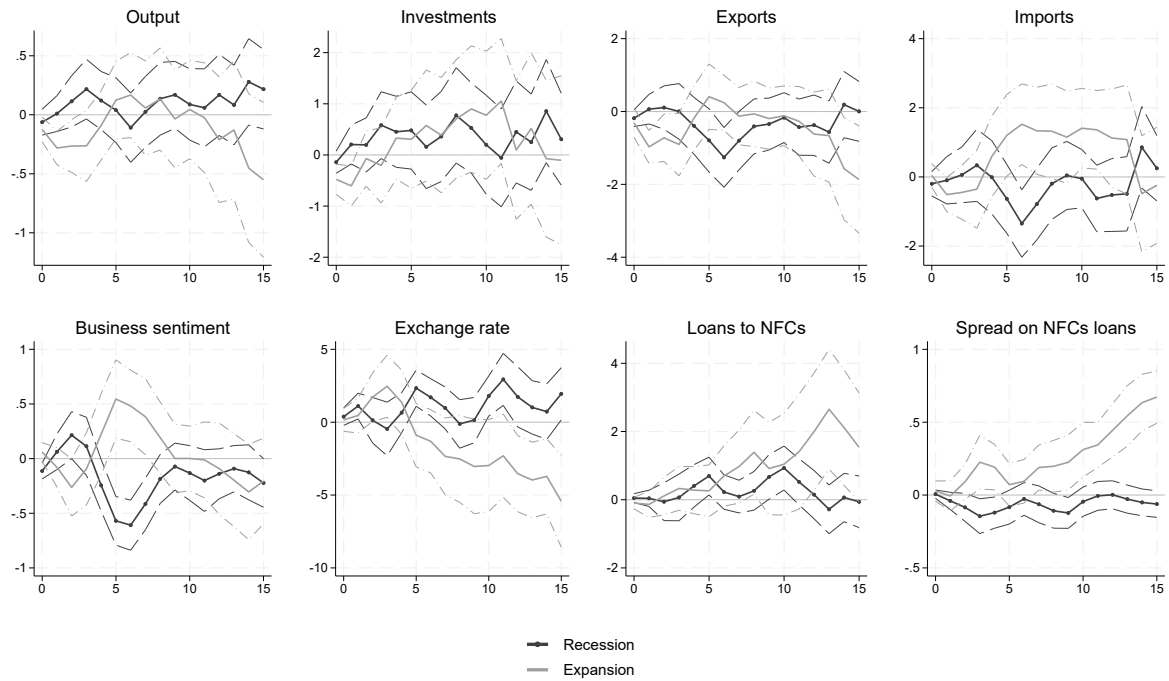 Output
.5
0
-.5
-1
0 5 10 15
Investments
2
1
0
-1
-2
0 5 10 15
Exports
2
0
-2
-4
0 5 10 15
Imports
4
2
0
-2
0 5 10 15
Business sentiment
1
.5
0
-.5
-1
0 5 10 15
Exchange rate
5
0
-5
-10
0 5 10 15
Loans to NFCs
4
2
0
-2
0 5 10 15
Spread on NFCs loans
1
.5
0
-.5
0 5 10 15
Recession
Expansion